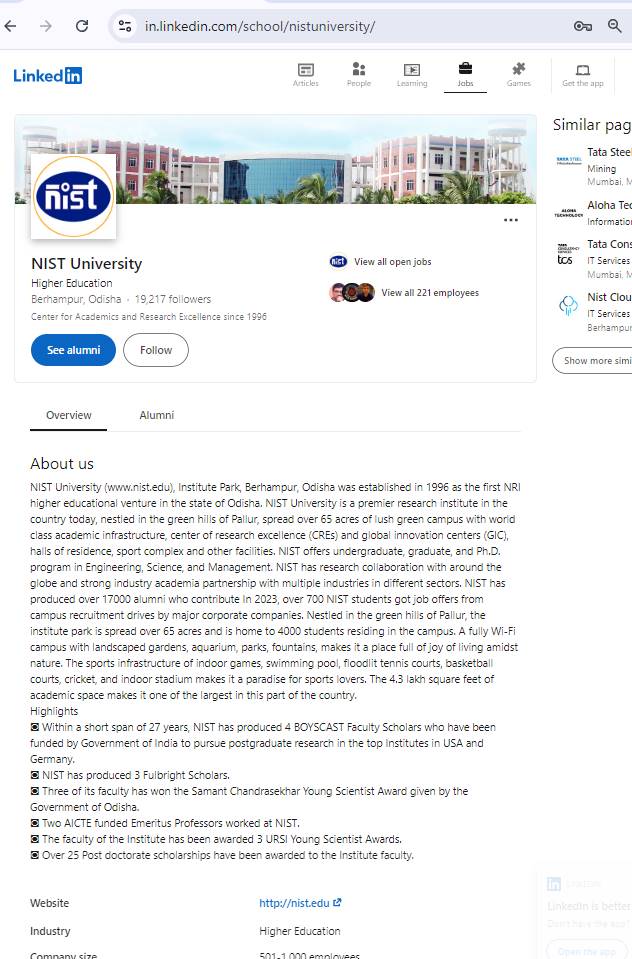 in.linkedin.com/school/nistuniversity/
LinkedIn
Articles
People
Learning
Jobs
Games
Get the app
nist
NIST University
Higher Education
Berhampur, Odisha · 19,217 followers
Center for Academics and Research Excellence since 1996
See alumni
Follow
nist
View all open jobs
View all 221 employees
Similar pag
TATA STEEL
Tata Steel
Mining
Mumbai, M
ALOHA TECHNOLOGY
Aloha Tec
Informatio
TATA CONSULTANCY SERVICES
tcs
Tata Cons
IT Services
Mumbai, M
Nist Clou
IT Services
Berhampur
Show more simi
Overview
Alumni
About us
NIST University (www.nist.edu), Institute Park, Berhampur, Odisha was established in 1996 as the first NRI
higher educational venture in the state of Odisha. NIST University is a premier research institute in the
country today, nestled in the green hills of Pallur, spread over 65 acres of lush green campus with world
class academic infrastructure, center of research excellence (CREs) and global innovation centers (GIC),
halls of residence, sport complex and other facilities. NIST offers undergraduate, graduate, and Ph.D.
program in Engineering, Science, and Management. NIST has research collaboration with around the
globe and strong industry academia partnership with multiple industries in different sectors. NIST has
produced over 17000 alumni who contribute In 2023, over 700 NIST students got job offers from
campus recruitment drives by major corporate companies. Nestled in the green hills of Pallur, the
institute park is spread over 65 acres and is home to 4000 students residing in the campus. A fully Wi-Fi
campus with landscaped gardens, aquarium, parks, fountains, makes it a place full of joy of living amidst
nature. The sports infrastructure of indoor games, swimming pool, floodlit tennis courts, basketball
courts, cricket, and indoor stadium makes it a paradise for sports lovers. The 4.3 lakh square feet of
academic space makes it one of the largest in this part of the country.
Highlights
◙ Within a short span of 27 years, NIST has produced 4 BOYSCAST Faculty Scholars who have been
funded by Government of India to pursue postgraduate research in the top Institutes in USA and
Germany.
◙ NIST has produced 3 Fulbright Scholars.
◙ Three of its faculty has won the Samant Chandrasekhar Young Scientist Award given by the
Government of Odisha.
◙ Two AICTE funded Emeritus Professors worked at NIST.
◙ The faculty of the Institute has been awarded 3 URSI Young Scientist Awards.
◙ Over 25 Post doctorate scholarships have been awarded to the Institute faculty.
Website
http://nist.edu
Industry
Higher Education
Company size
501-1,000 employees
LinkedIn
LinkedIn is better
Don't have the app?
Open the app